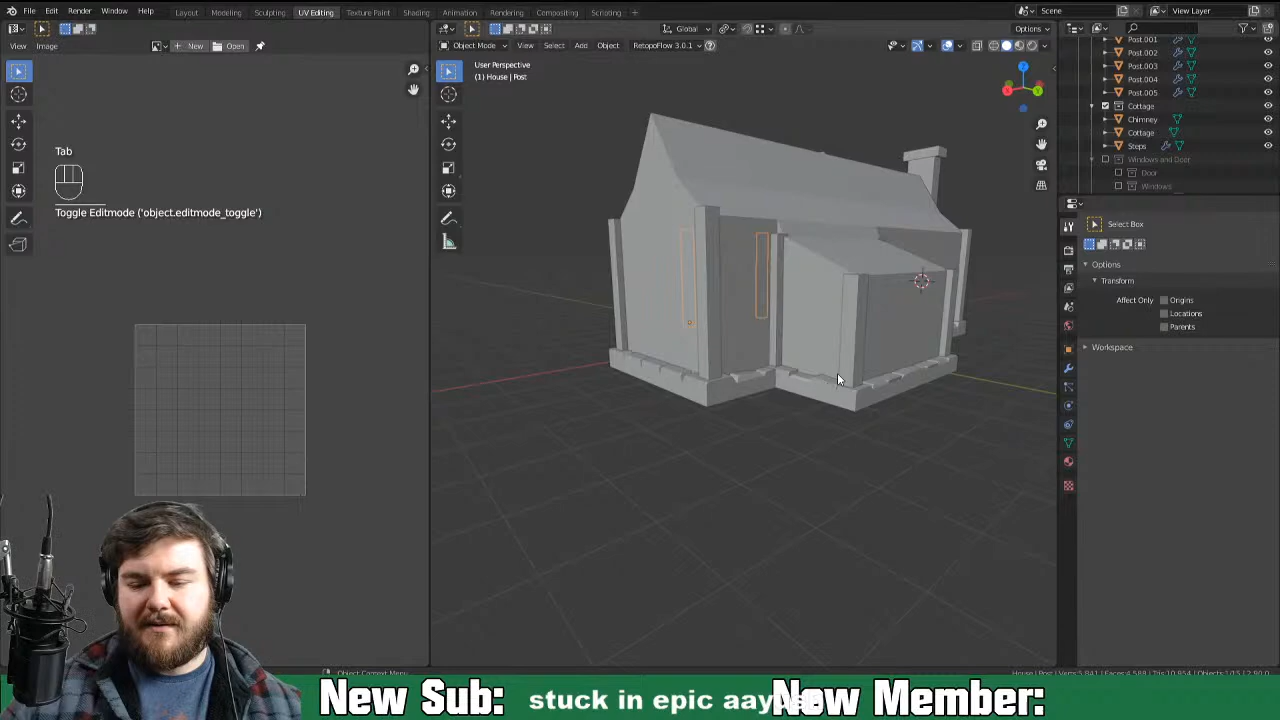 File Edit Render Window Help Layout Modeling Sculpting UV Editing Texture Paint Shading Animation Rendering Compositing Scripting + Scene View Layer
View Image New Open
Global Options
Object Mode View Select Add Object RetopoFlow 3.0.1
User Perspective
(1) House | Post
Tab
Toggle Editmode ('object.editmode_toggle')
Post.001
Post.002
Post.003
Post.004
Post.005
Cottage
Chimney
Cottage
Steps
Windows and Door
Door
Windows
Select Box
Options
Transform
Affect Only Origins
Locations
Parents
Workspace
Object Context Menu
New Sub: stuck in epic aayu New Member: